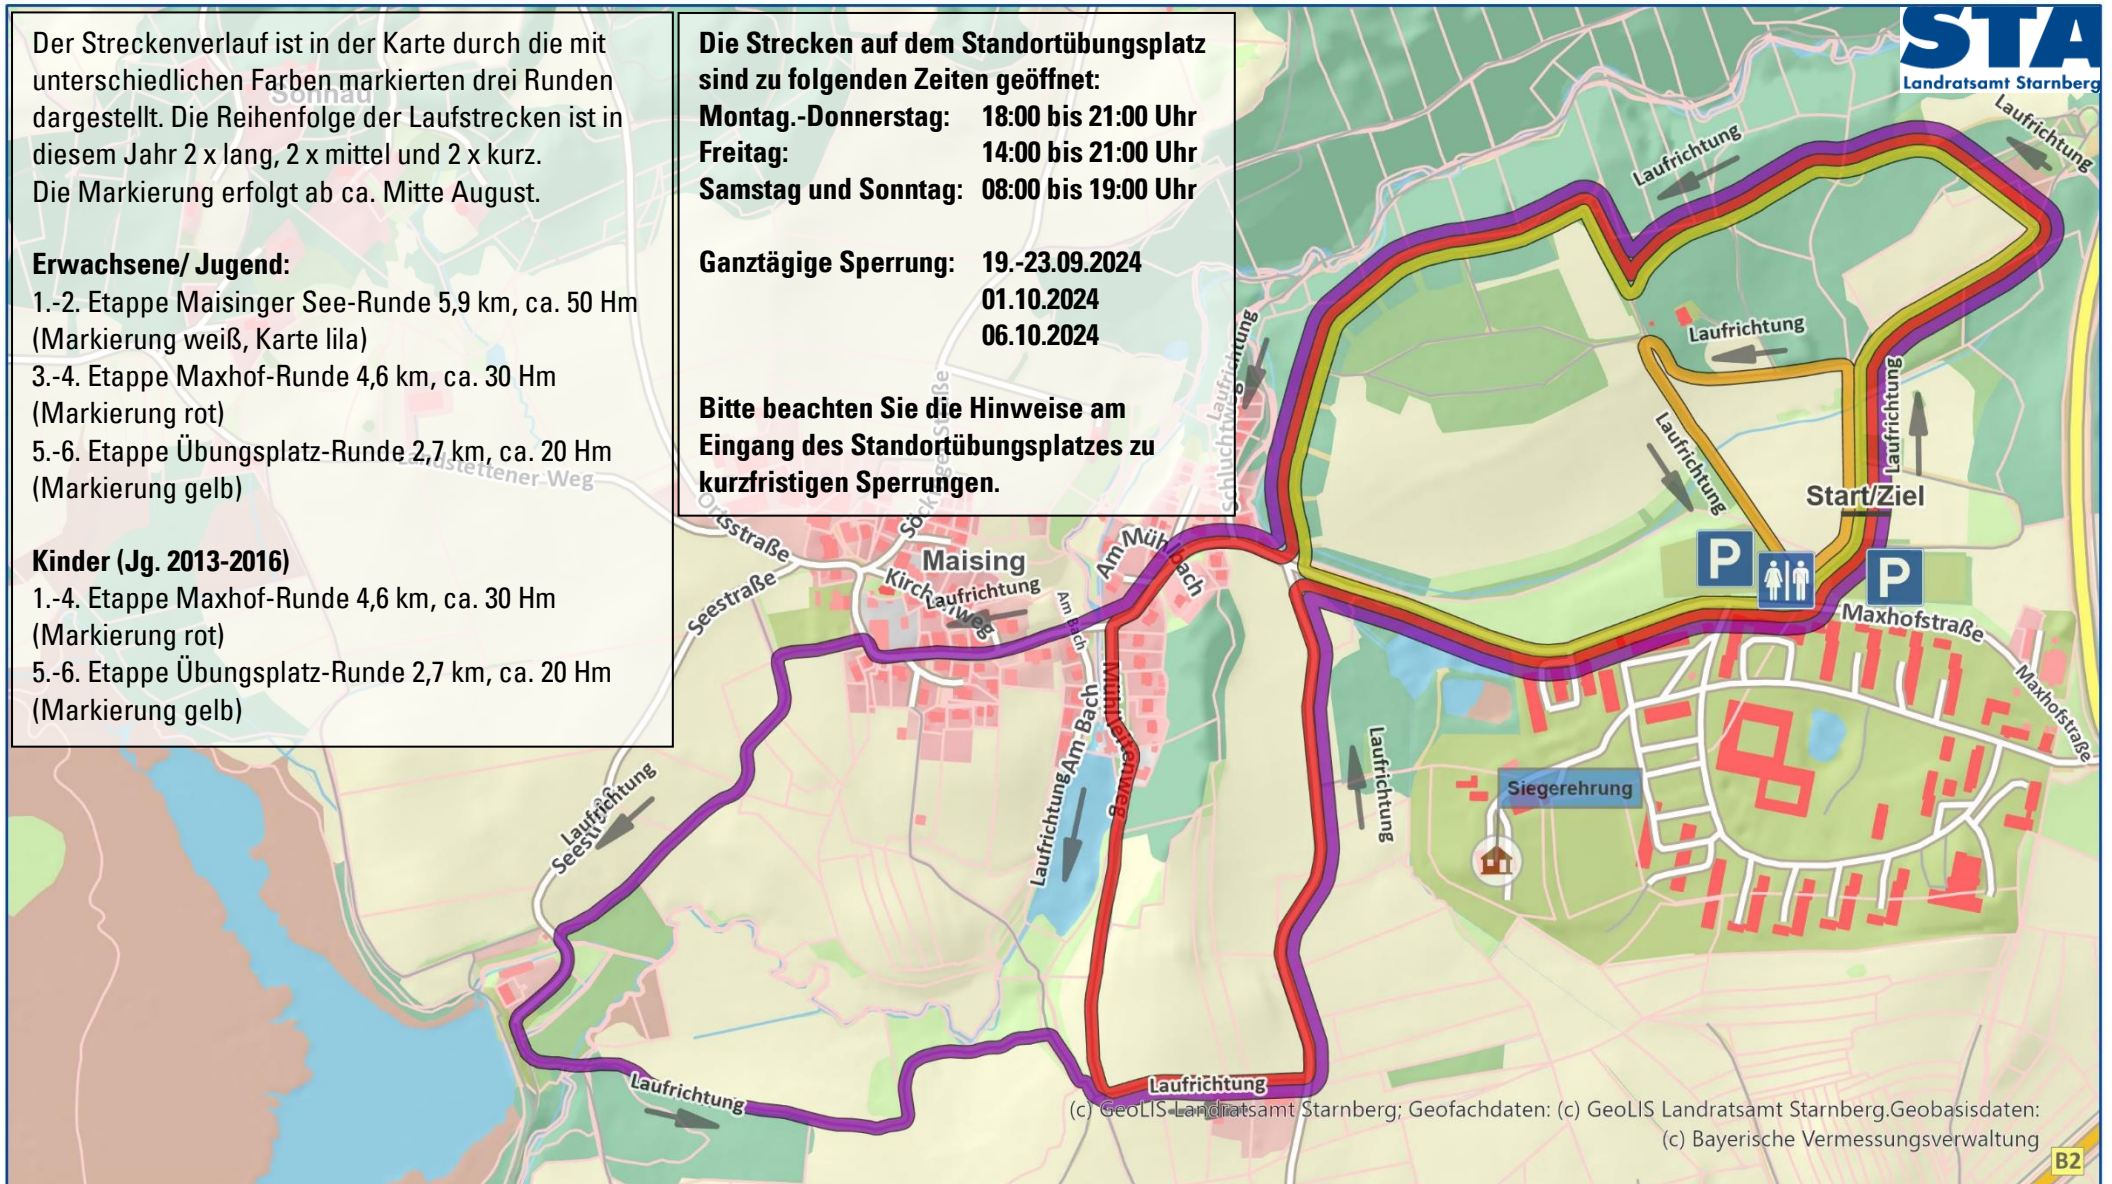 Der Streckenverlauf ist in der Karte durch die mit
unterschiedlichen Farben markierten drei Runden
dargestellt. Die Reihenfolge der Laufstrecken ist in
diesem Jahr 2 x lang, 2 x mittel und 2 x kurz.
Die Markierung erfolgt ab ca. Mitte August.
Erwachsene/ Jugend:
1.-2. Etappe Maisinger See-Runde 5,9 km, ca. 50 Hm
(Markierung weiß, Karte lila)
3.-4. Etappe Maxhof-Runde 4,6 km, ca. 30 Hm
(Markierung rot)
5.-6. Etappe Übungsplatz-Runde 2,7 km, ca. 20 Hm
(Markierung gelb)
Kinder (Jg. 2013-2016)
1.-4. Etappe Maxhof-Runde 4,6 km, ca. 30 Hm
(Markierung rot)
5.-6. Etappe Übungsplatz-Runde 2,7 km, ca. 20 Hm
(Markierung gelb)
Die Strecken auf dem Standortübungsplatz
sind zu folgenden Zeiten geöffnet:
Montag.-Donnerstag: 18:00 bis 21:00 Uhr
Freitag: 14:00 bis 21:00 Uhr
Samstag und Sonntag: 08:00 bis 19:00 Uhr
Ganztägige Sperrung: 19.-23.09.2024
01.10.2024
06.10.2024
Bitte beachten Sie die Hinweise am
Eingang des Standortübungsplatzes zu
kurzfristigen Sperrungen.
STA
Landratsamt Starnberg
Sonnau
Laufrichtung
Laufrichtung
Laufrichtung
Laufrichtung
Laufrichtung
Laufrichtung
Start/Ziel
P
P
Maxhofstraße
Maxhofstraße
Landstettener Weg
Ortsstraße
Seestraße
Maising
Kirchenweg
Laufrichtung
Am Mühlbach
Am Bach
Am-Bach
Mühlleitenweg
Laufrichtung
Laufrichtung
Laufrichtung
Siegerehrung
Laufrichtung
Laufrichtung
(c) GeoLIS Landratsamt Starnberg; Geofachdaten: (c) GeoLIS Landratsamt Starnberg.Geobasisdaten:
(c) Bayerische Vermessungsverwaltung
B2